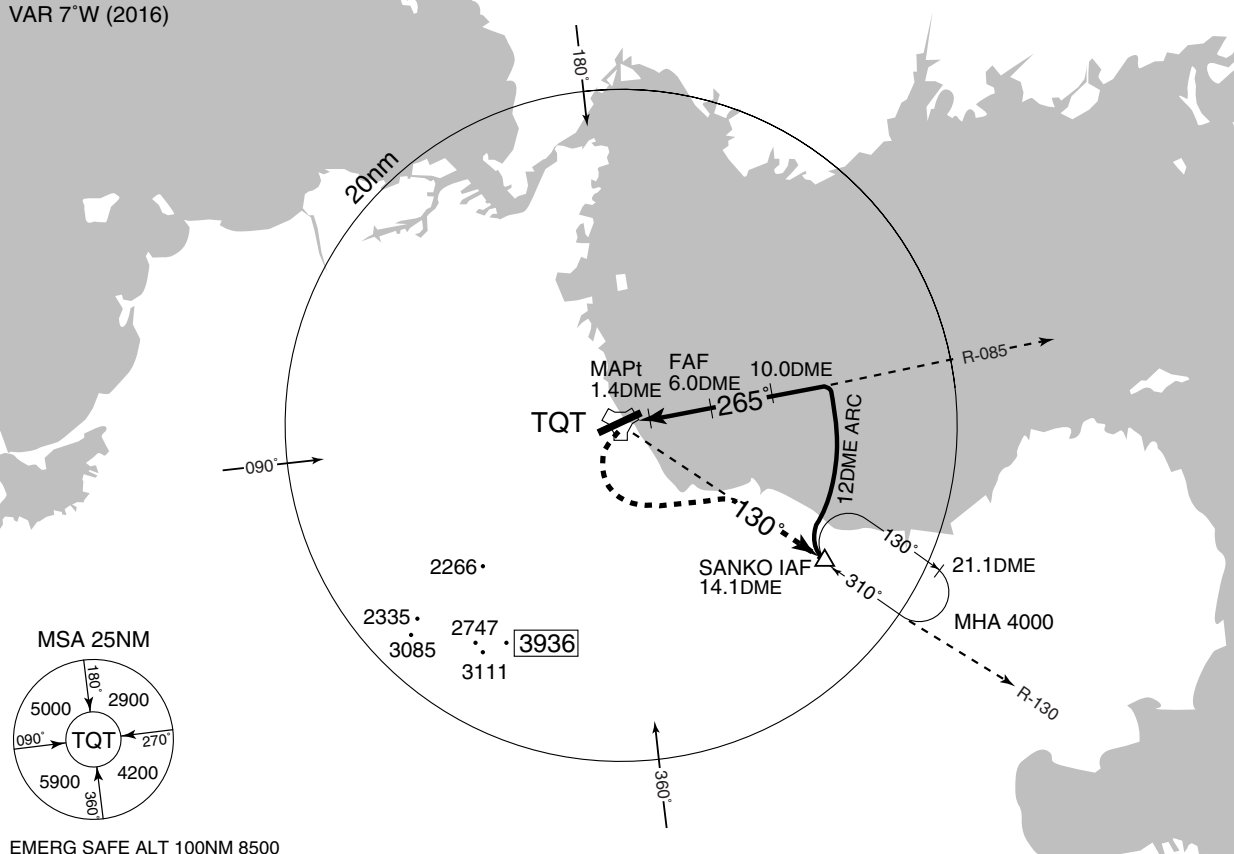 VAR 7°W (2016)
180°
20nm
R-085
MAPt
1.4DME
FAF
6.0DME
10.0DME
265°
TQT
12DME ARC
090°
130°
130°
SANKO IAF
14.1DME
310°
21.1DME
MHA 4000
2266
2335
3085
2747
3936
3111
R-130
360°
MSA 25NM
180°
5000
2900
090°
TQT
270°
5900
4200
360°
EMERG SAFE ALT 100NM 8500